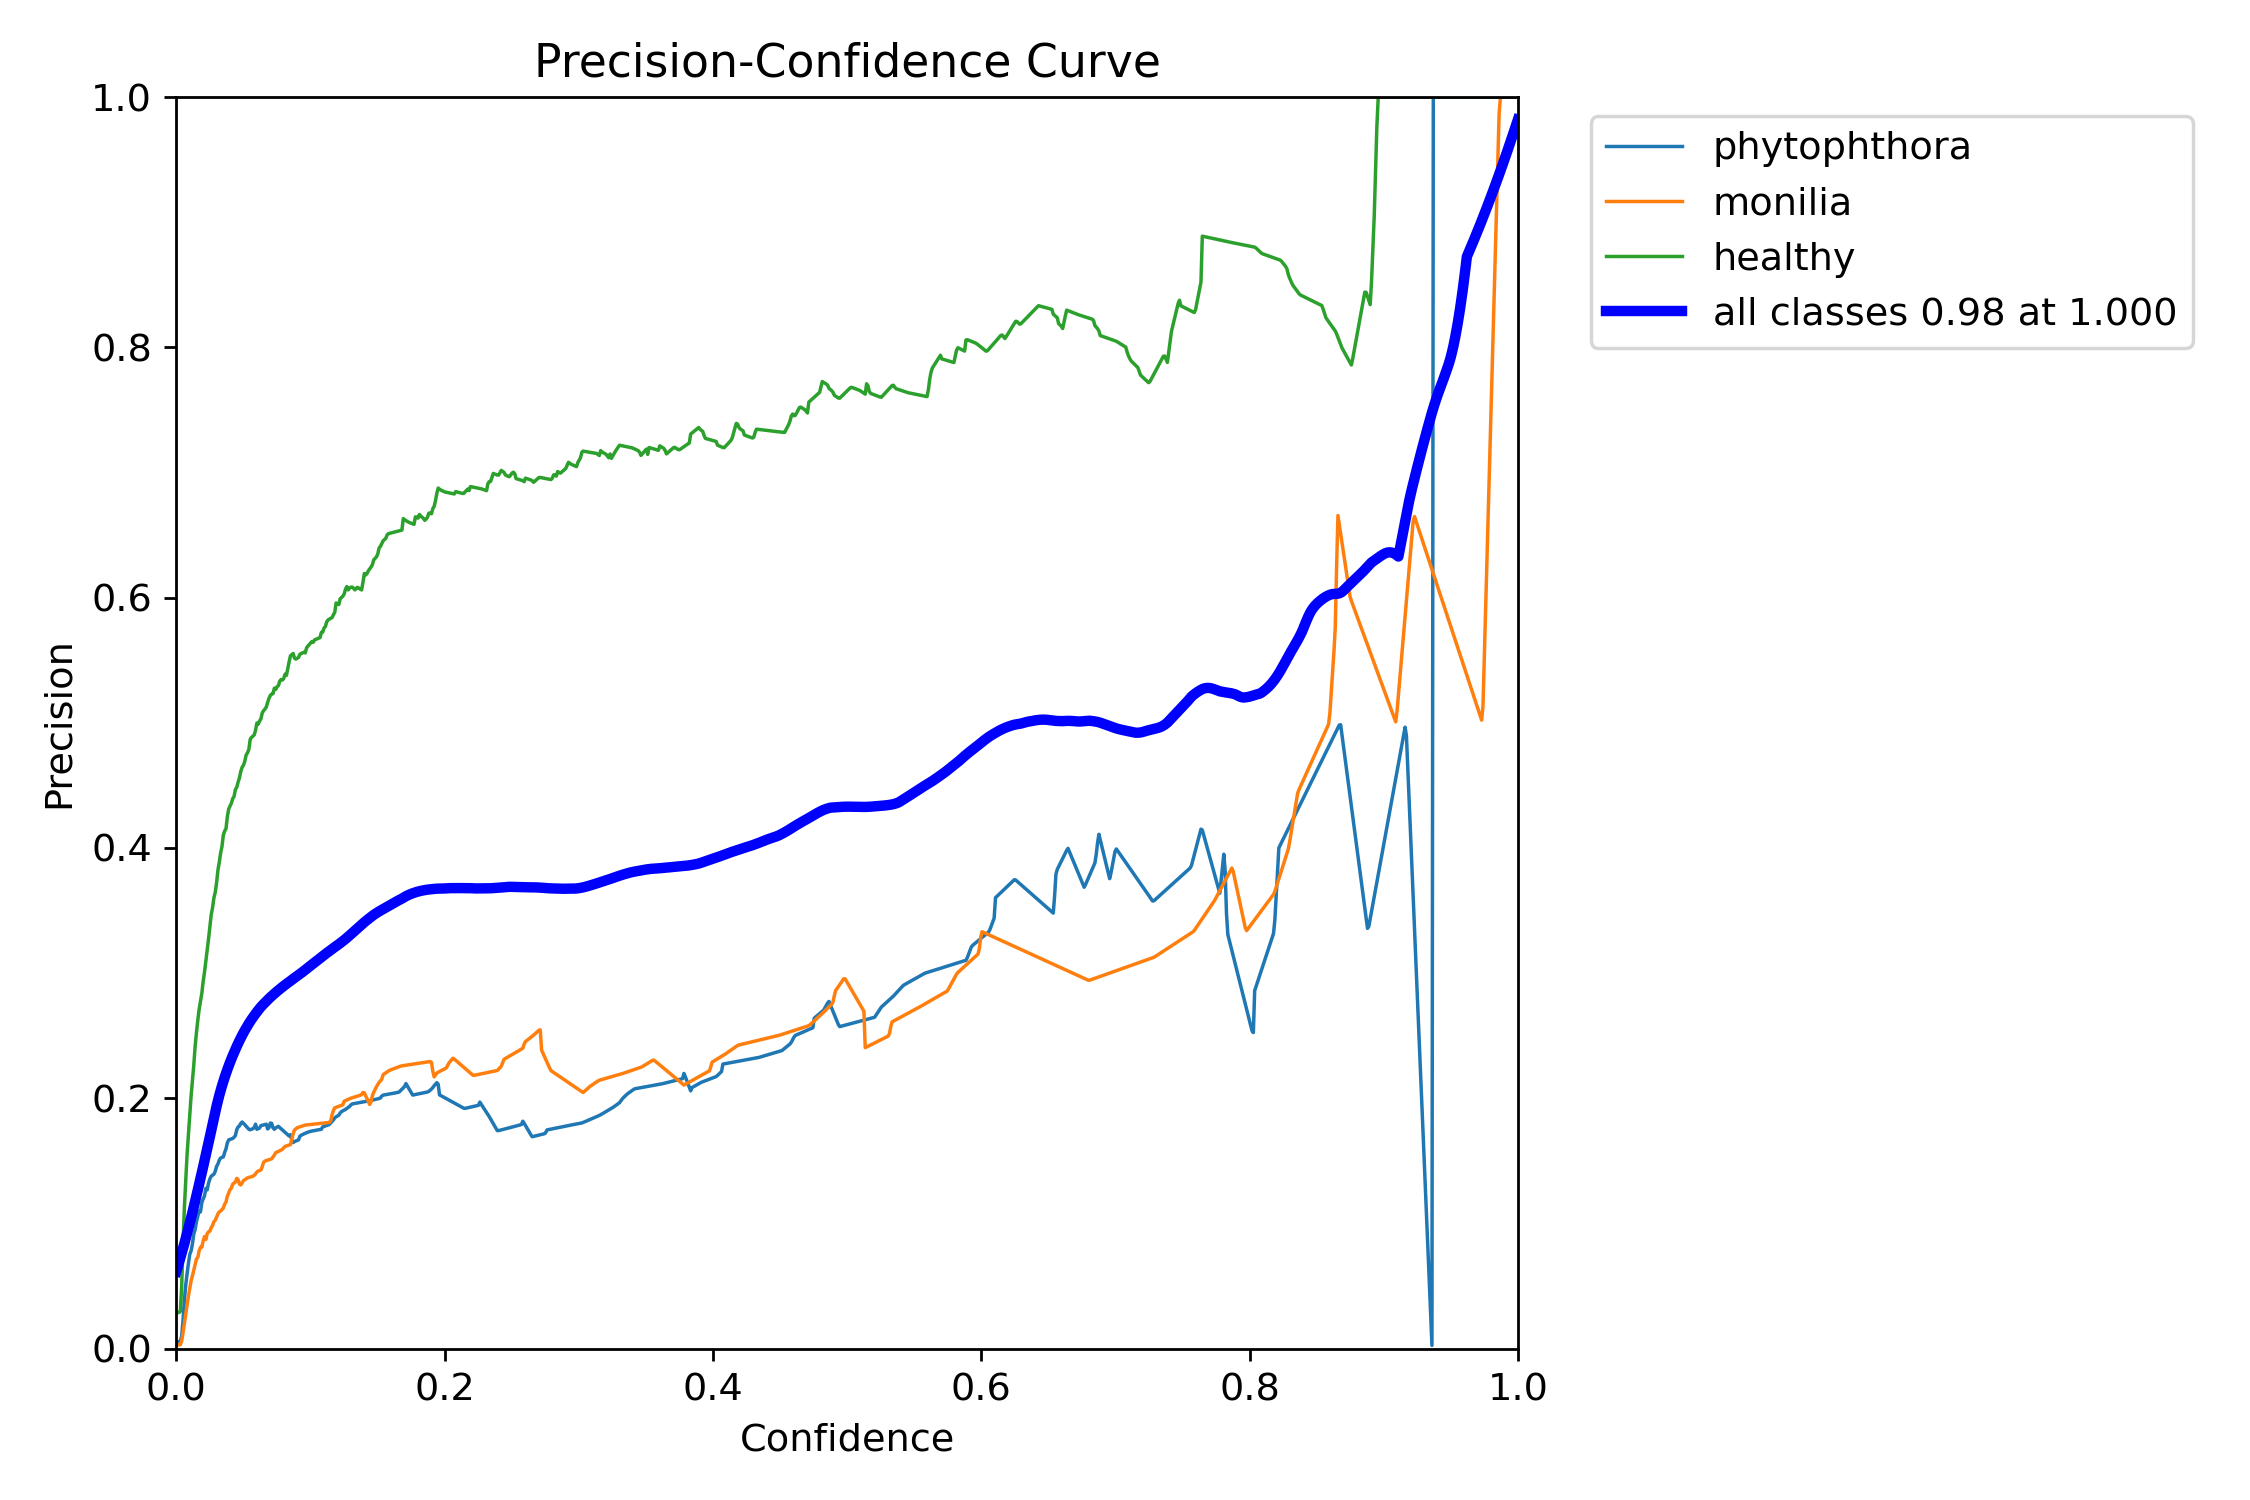 Precision-Confidence Curve
1.0
0.8
0.6
0.4
0.2
0.0
Precision
0.0 0.2 0.4 0.6 0.8 1.0
Confidence
phytophthora
monilia
healthy
all classes 0.98 at 1.000